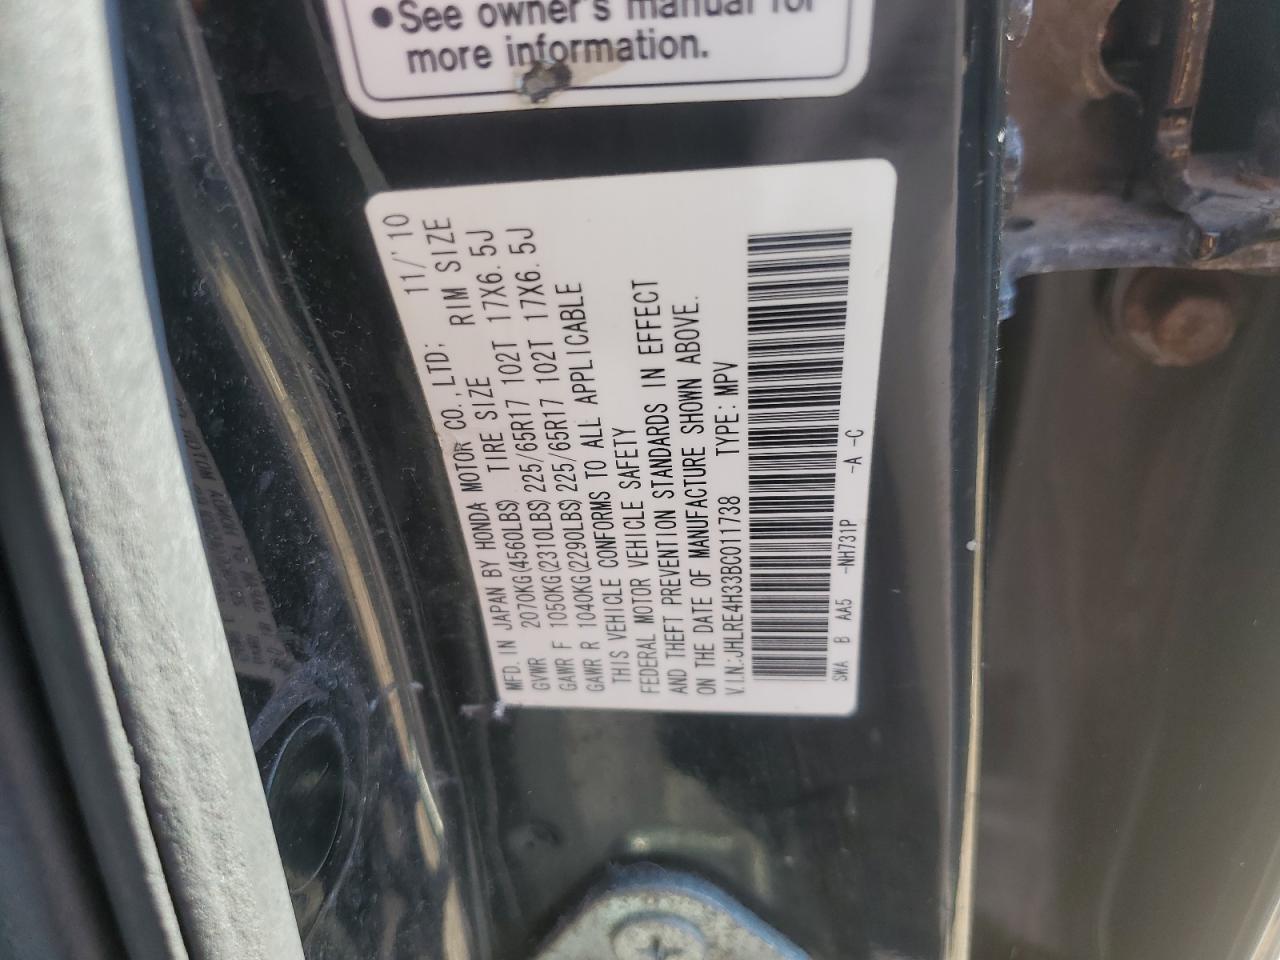 ●See owner's manual for
more information.
MFD. IN JAPAN BY HONDA MOTOR CO., LTD: 11/'10
GVWR 2070KG(4560LBS) TIRE SIZE RIM SIZE
GAWR F 1050KG(2310LBS) 225/65R17 102T 17X6. 5J
GAWR R 1040KG(2290LBS) 225/65R17 102T 17X6. 5J
THIS VEHICLE CONFORMS TO ALL APPLICABLE
FEDERAL MOTOR VEHICLE SAFETY
AND THEFT PREVENTION STANDARDS IN EFFECT
ON THE DATE OF MANUFACTURE SHOWN ABOVE.
V.I.N:JHLRE4H33BC011738 TYPE: MPV
SWA B AA5 -NH731P -A -C